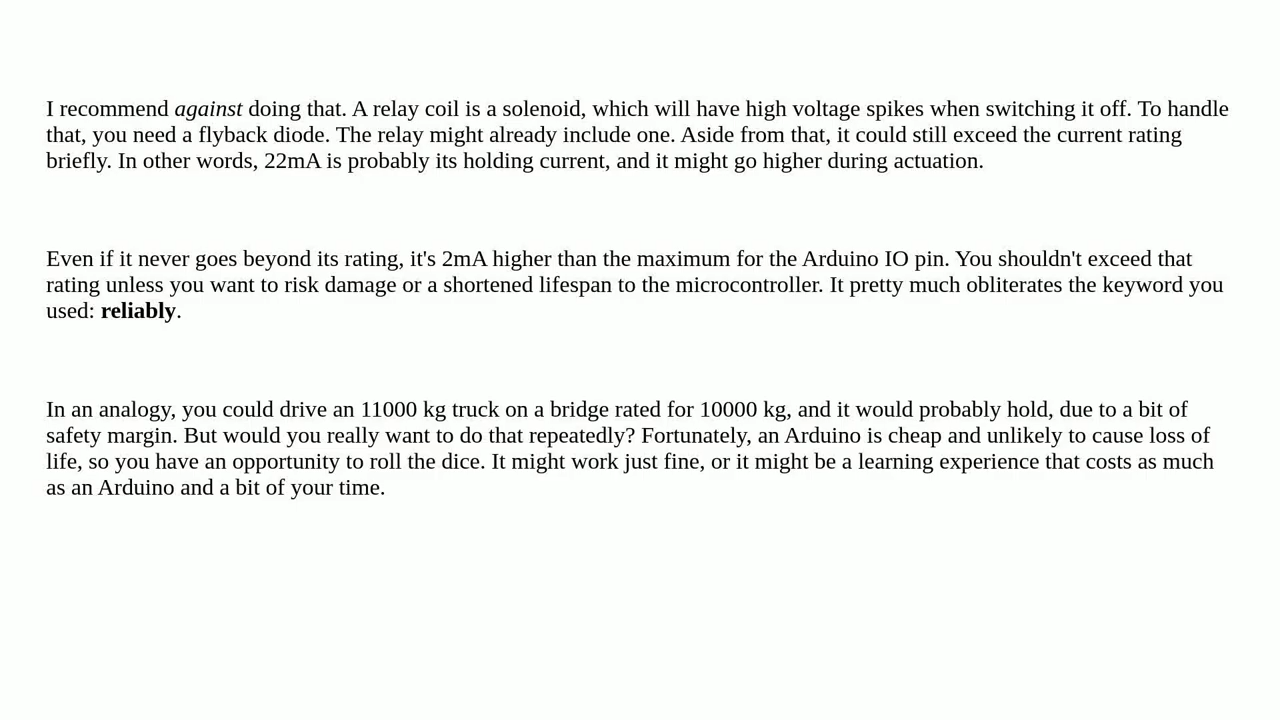 I recommend against doing that. A relay coil is a solenoid, which will have high voltage spikes when switching it off. To handle
that, you need a flyback diode. The relay might already include one. Aside from that, it could still exceed the current rating
briefly. In other words, 22mA is probably its holding current, and it might go higher during actuation.
Even if it never goes beyond its rating, it's 2mA higher than the maximum for the Arduino IO pin. You shouldn't exceed that
rating unless you want to risk damage or a shortened lifespan to the microcontroller. It pretty much obliterates the keyword you
used: reliably.
In an analogy, you could drive an 11000 kg truck on a bridge rated for 10000 kg, and it would probably hold, due to a bit of
safety margin. But would you really want to do that repeatedly? Fortunately, an Arduino is cheap and unlikely to cause loss of
life, so you have an opportunity to roll the dice. It might work just fine, or it might be a learning experience that costs as much
as an Arduino and a bit of your time.